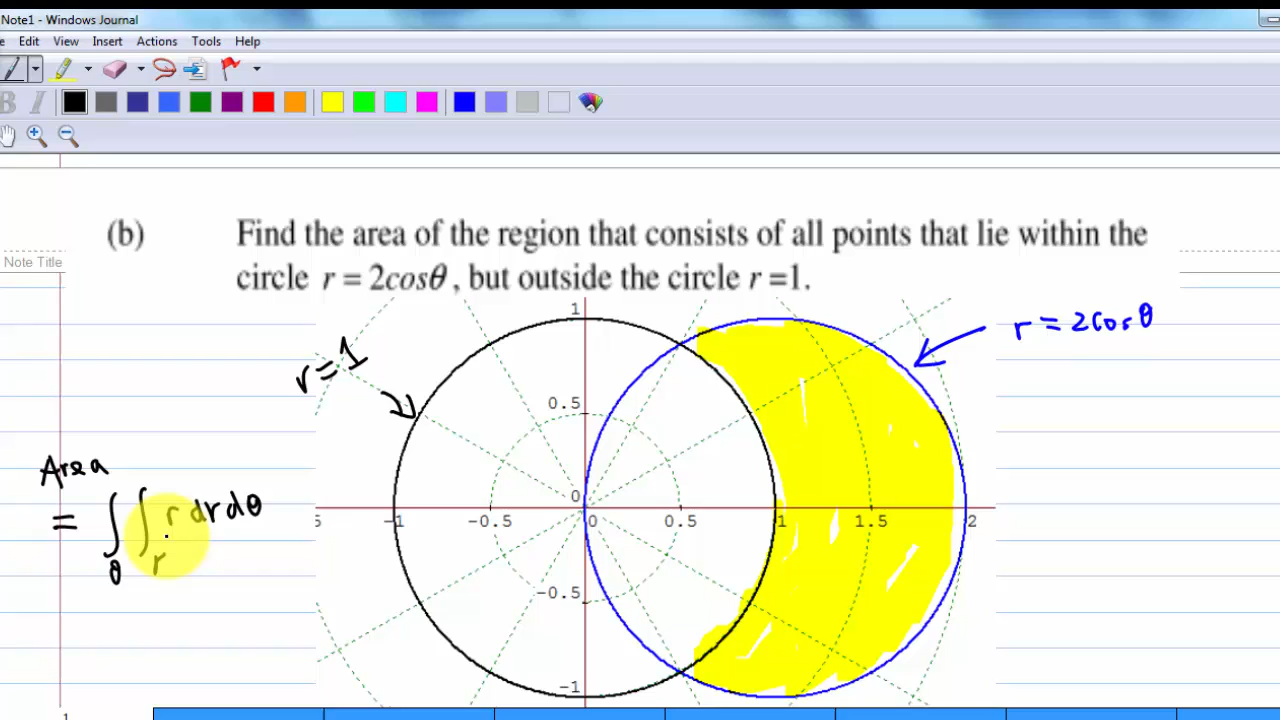 Note1 - Windows Journal
Edit View Insert Actions Tools Help
B I
(b) Find the area of the region that consists of all points that lie within the
circle r = 2cosθ, but outside the circle r =1.
Note Title
1
r = 2cosθ
r = 1
0.5
Area
= ∫ ∫ r dr dθ
θ r
0
5 -1 -0.5 0 0.5 1 1.5 2
-0.5
-1
1